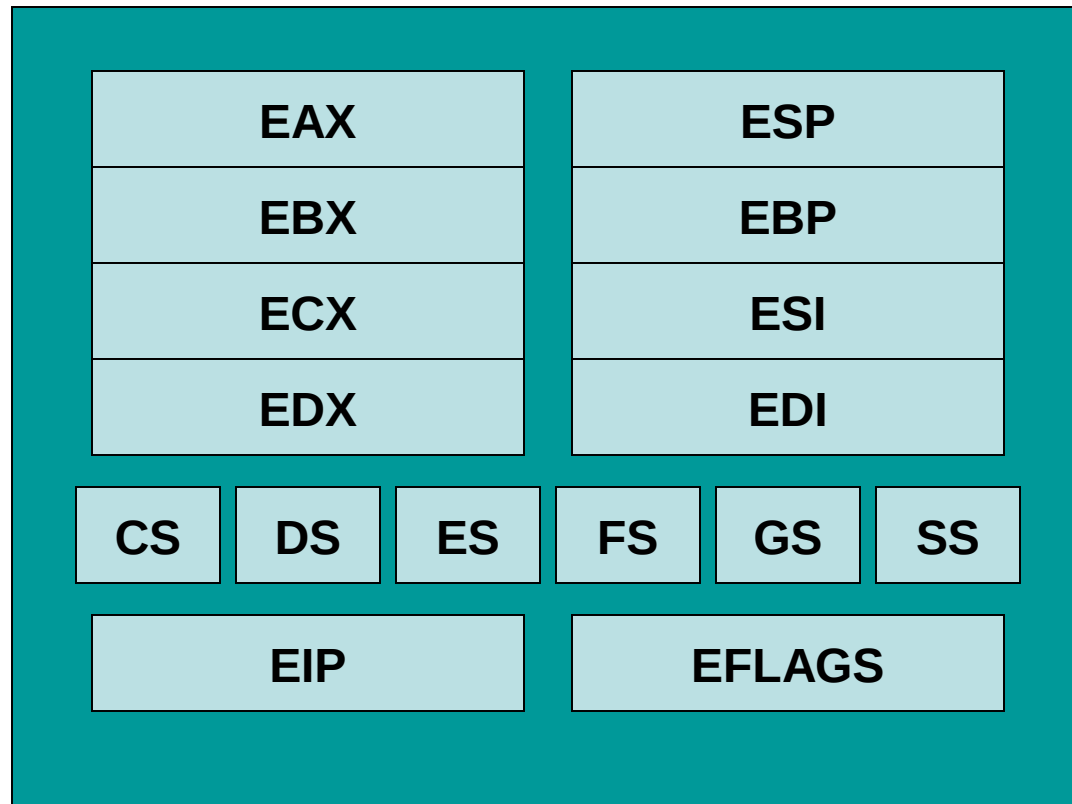 EAX ESP
EBX EBP
ECX ESI
EDX EDI
CS DS ES FS GS SS
EIP EFLAGS